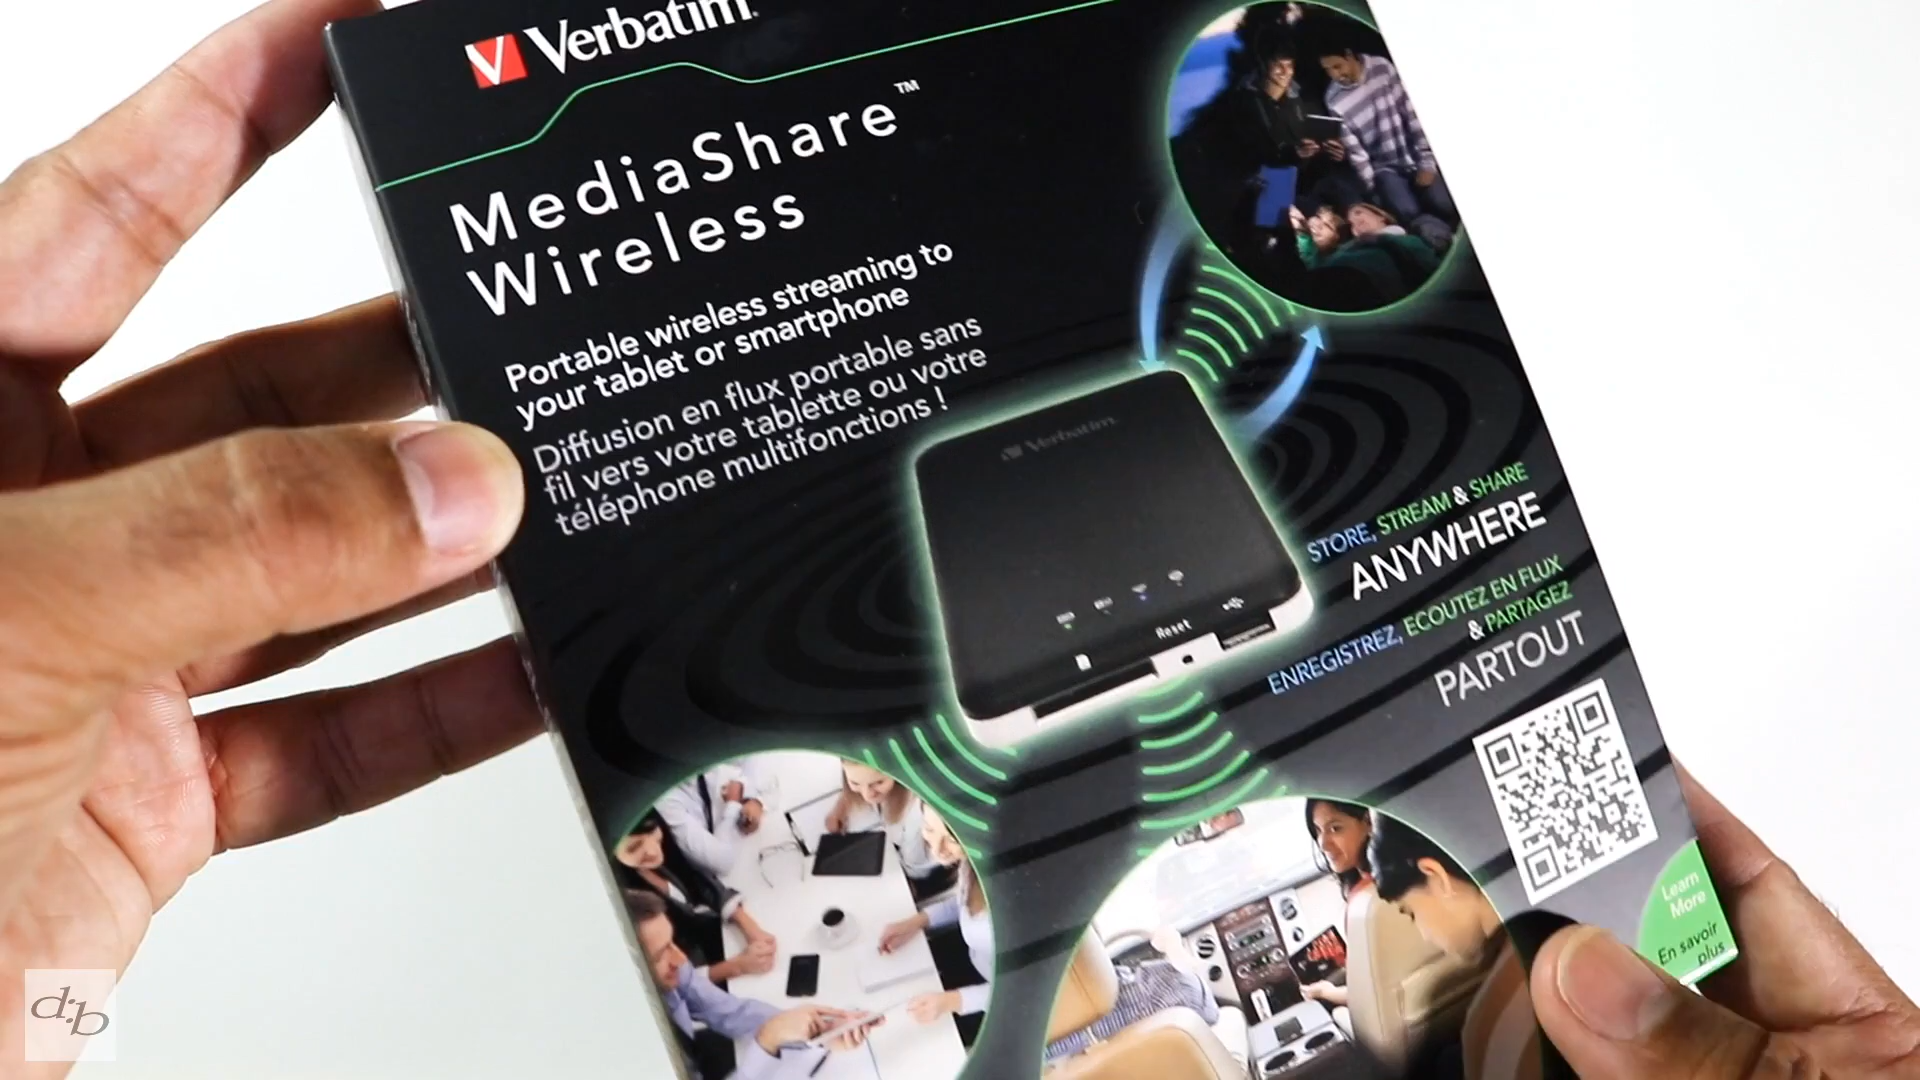 Verbatim.
MediaShare™
Wireless
Portable wireless streaming to
your tablet or smartphone
Diffusion en flux portable sans
fil vers votre tablette ou votre
téléphone multifonctions !
Verbatim.
Reset
STORE, STREAM & SHARE
ANYWHERE
ENREGISTREZ, ECOUTEZ EN FLUX
& PARTAGEZ
PARTOUT
Learn
More
En savoir
plus
d:b